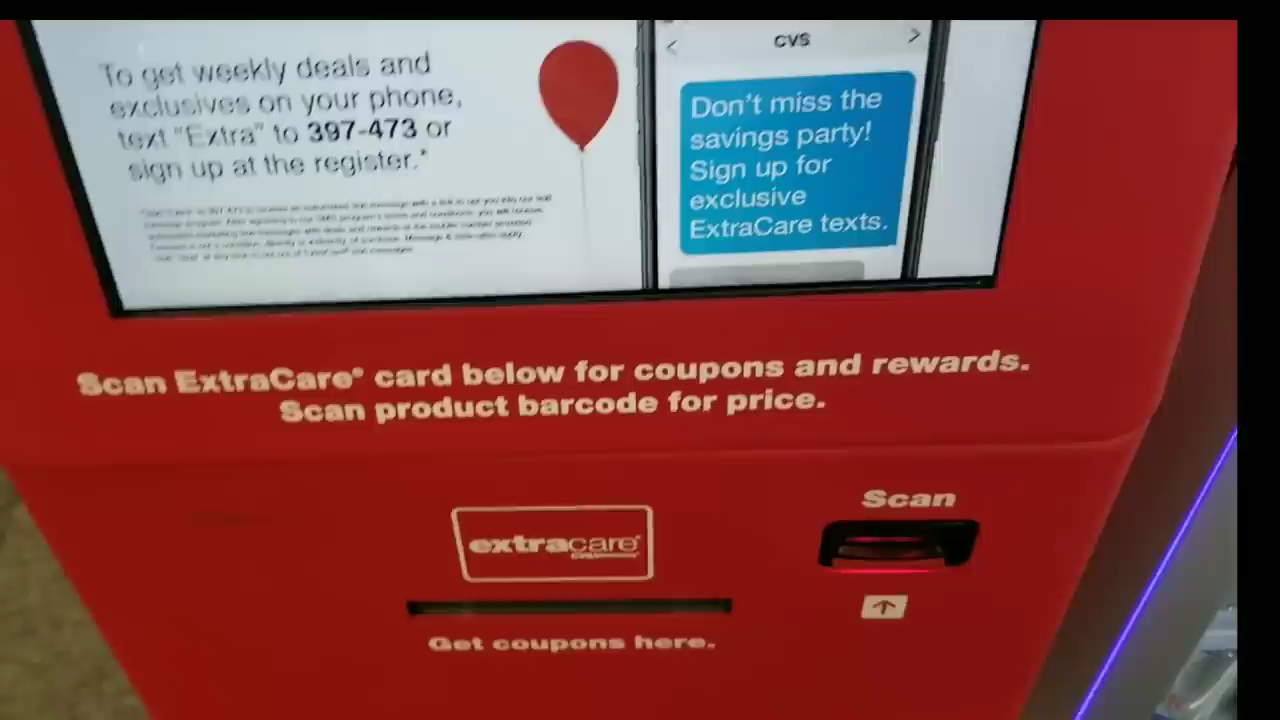 To get weekly deals and
exclusives on your phone,
text "Extra" to 397-473 or
sign up at the register.*
< CVS >
Don't miss the
savings party!
Sign up for
exclusive
ExtraCare texts.
Scan ExtraCare® card below for coupons and rewards.
Scan product barcode for price.
Scan
extracare®
Get coupons here.